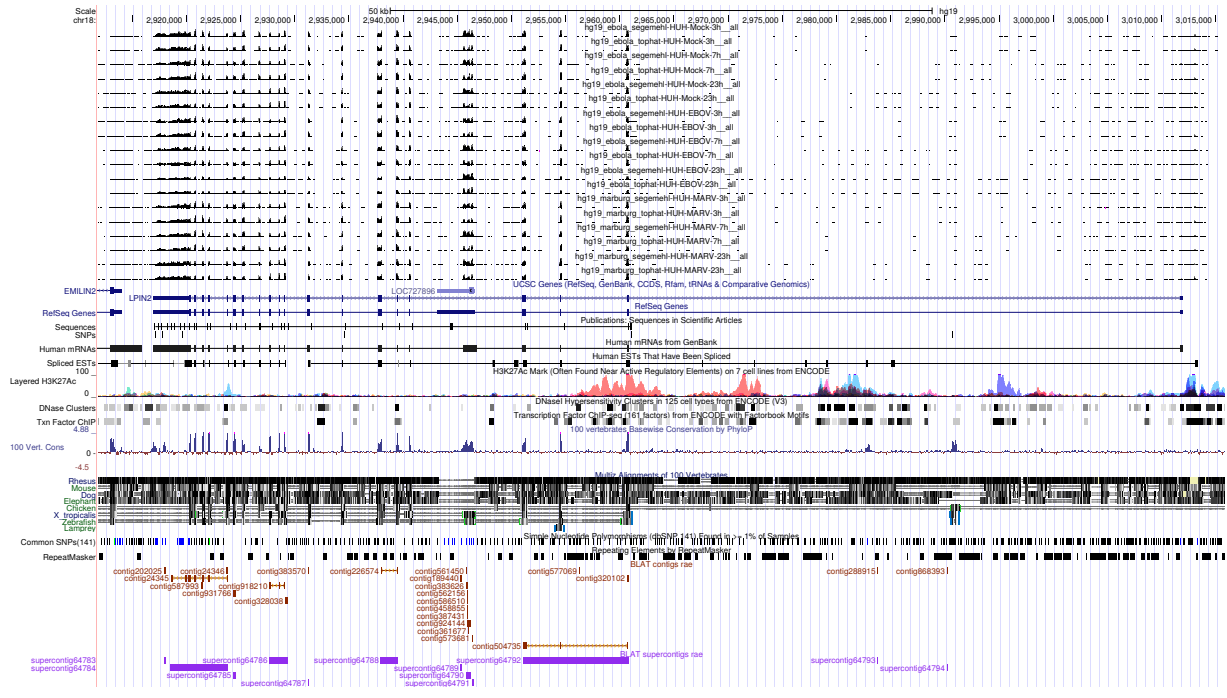 Scale 50 kb hg19
chr18: 2,920,000 2,925,000 2,930,000 2,935,000 2,940,000 2,945,000 2,950,000 2,955,000 2,960,000 2,965,000 2,970,000 2,975,000 2,980,000 2,985,000 2,990,000 2,995,000 3,000,000 3,005,000 3,010,000 3,015,000
hg19_ebola_segemehl-HUH-Mock-3h__all
hg19_ebola_tophat-HUH-Mock-3h__all
hg19_ebola_segemehl-HUH-Mock-7h__all
hg19_ebola_tophat-HUH-Mock-7h__all
hg19_ebola_segemehl-HUH-Mock-23h__all
hg19_ebola_tophat-HUH-Mock-23h__all
hg19_ebola_segemehl-HUH-EBOV-3h__all
hg19_ebola_tophat-HUH-EBOV-3h__all
hg19_ebola_segemehl-HUH-EBOV-7h__all
hg19_ebola_tophat-HUH-EBOV-7h__all
hg19_ebola_segemehl-HUH-EBOV-23h__all
hg19_ebola_tophat-HUH-EBOV-23h__all
hg19_marburg_segemehl-HUH-MARV-3h__all
hg19_marburg_tophat-HUH-MARV-3h__all
hg19_marburg_segemehl-HUH-MARV-7h__all
hg19_marburg_tophat-HUH-MARV-7h__all
hg19_marburg_segemehl-HUH-MARV-23h__all
hg19_marburg_tophat-HUH-MARV-23h__all
UCSC Genes (RefSeq, GenBank, CCDS, Rfam, tRNAs & Comparative Genomics)
EMILIN2 LOC727896
LPIN2
RefSeq Genes
RefSeq Genes
Publications: Sequences in Scientific Articles
Sequences
SNPs
Human mRNAs from GenBank
Human mRNAs
Human ESTs That Have Been Spliced
Spliced ESTs
H3K27Ac Mark (Often Found Near Active Regulatory Elements) on 7 cell lines from ENCODE
100
Layered H3K27Ac
0
DNase Hypersensitivity Clusters in 125 cell types from ENCODE (V3)
DNase Clusters
Transcription Factor ChIP-seq (161 factors) from ENCODE with Factorbook Motifs
Txn Factor ChIP
100 vertebrates Basewise Conservation by PhyloP
4.88
100 Vert. Cons
0
-4.5
Multiz Alignments of 100 Vertebrates
Rhesus
Mouse
Dog
Elephant
Chicken
X_tropicalis
Zebrafish
Lamprey
Simple Nucleotide Polymorphisms (dbSNP 141) Found in >= 1% of Samples
Common SNPs(141)
Repeating Elements by RepeatMasker
RepeatMasker
BLAT contigs rae
contig202025 contig24346 contig383570 contig226574 contig561450 contig577069 contig288915 contig868393
contig24345 contig189440 contig320102
contig587993 contig918210 contig383626
contig931766 contig562156
contig328038 contig586510
contig458855
contig387431
contig924144
contig361677
contig573681
contig504735
BLAT supercontigs rae
supercontig64783 supercontig64786 supercontig64788 supercontig64792 supercontig64793
supercontig64784 supercontig64789 supercontig64794
supercontig64785 supercontig64790
supercontig64787 supercontig64791